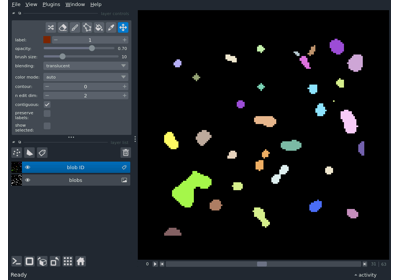 File View Plugins Window Help
label: 1
opacity: 0.70
brush size: 10
blending: translucent
color mode: auto
contour: 0
n edit dim: 2
contiguous:
preserve labels:
show selected:
blob ID
blobs
0
Ready
activity